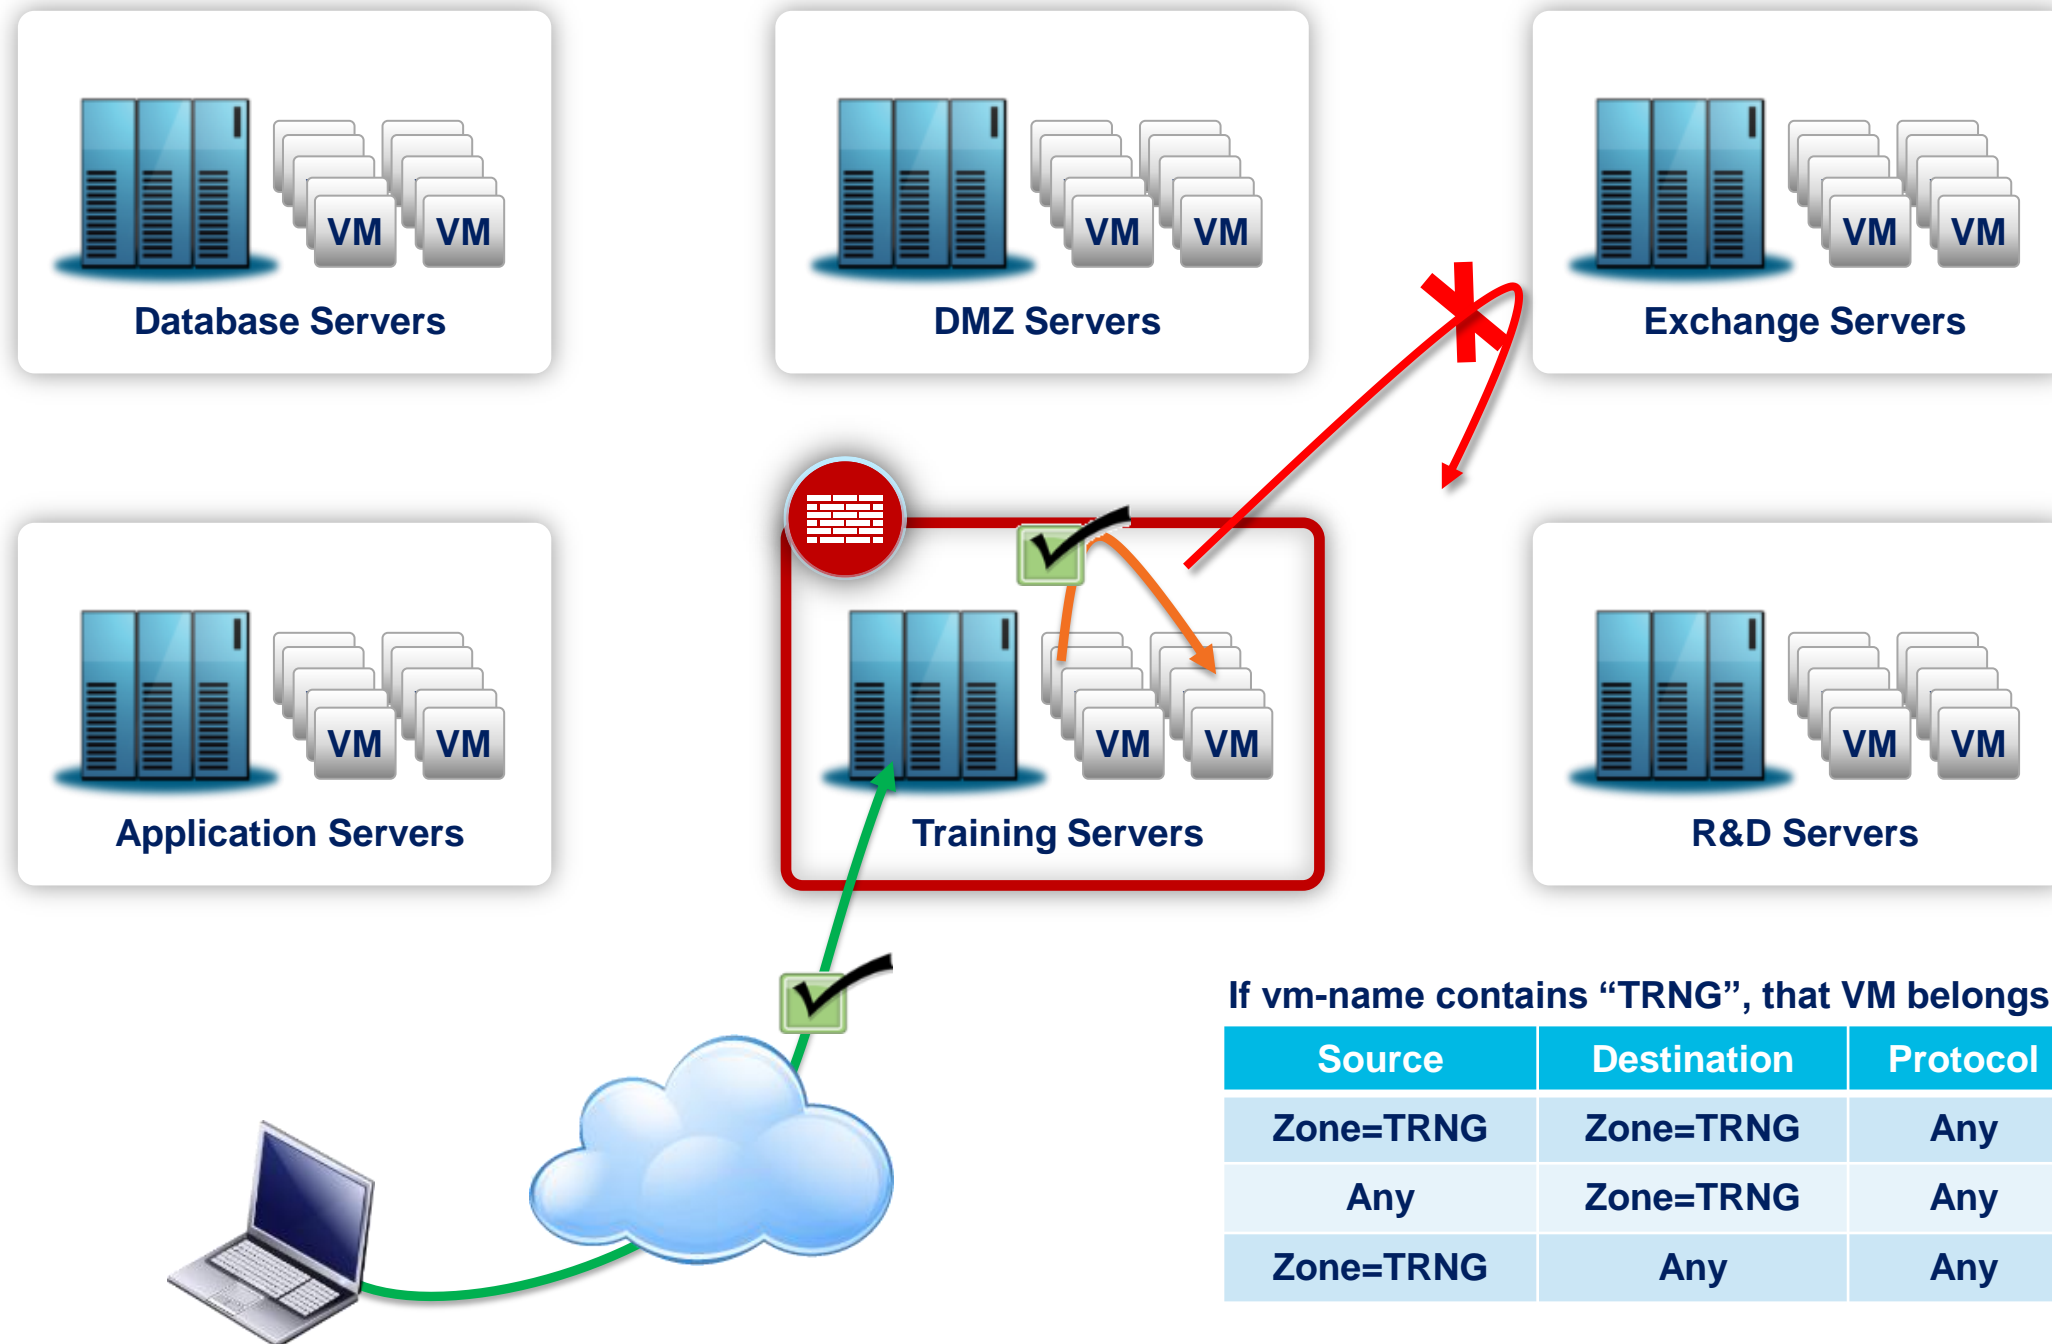 VM VM
Database Servers
VM VM
DMZ Servers
VM VM
Exchange Servers
VM VM
Application Servers
VM VM
Training Servers
VM VM
R&D Servers
If vm-name contains “TRNG”, that VM belongs
Source Destination Protocol
Zone=TRNG Zone=TRNG Any
Any Zone=TRNG Any
Zone=TRNG Any Any